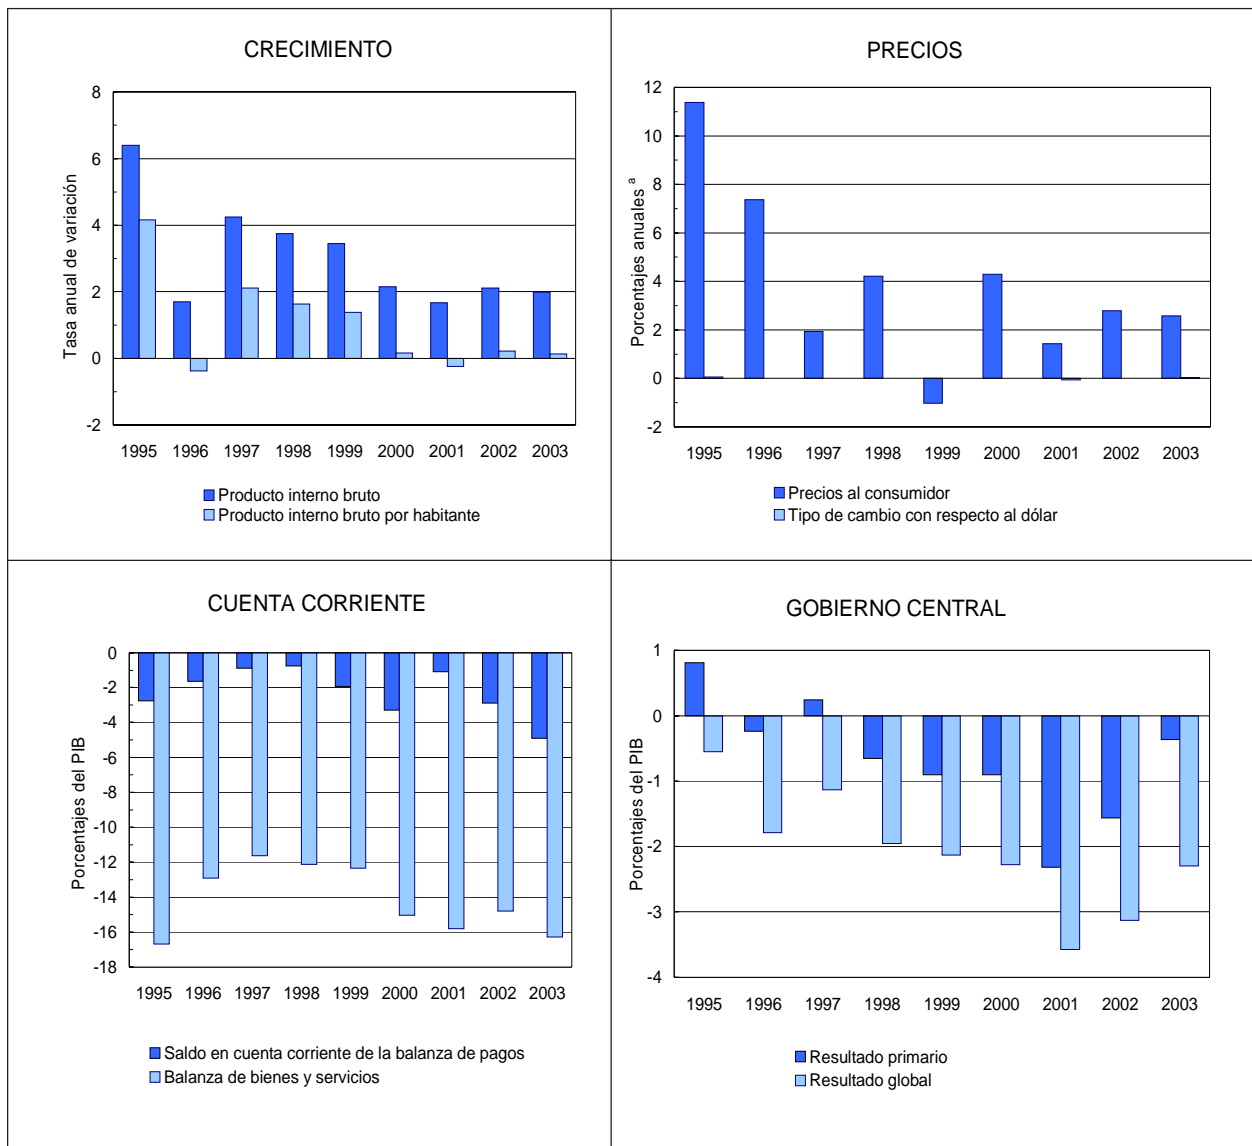 CRECIMIENTO
Tasa anual de variación
8
6
4
2
0
-2
1995 1996 1997 1998 1999 2000 2001 2002 2003
Producto interno bruto
Producto interno bruto por habitante
PRECIOS
Porcentajes anuales a
12
10
8
6
4
2
0
-2
1995 1996 1997 1998 1999 2000 2001 2002 2003
Precios al consumidor
Tipo de cambio con respecto al dólar
CUENTA CORRIENTE
Porcentajes del PIB
0
-2
-4
-6
-8
-10
-12
-14
-16
-18
1995 1996 1997 1998 1999 2000 2001 2002 2003
Saldo en cuenta corriente de la balanza de pagos
Balanza de bienes y servicios
GOBIERNO CENTRAL
Porcentajes del PIB
1
0
-1
-2
-3
-4
1995 1996 1997 1998 1999 2000 2001 2002 2003
Resultado primario
Resultado global